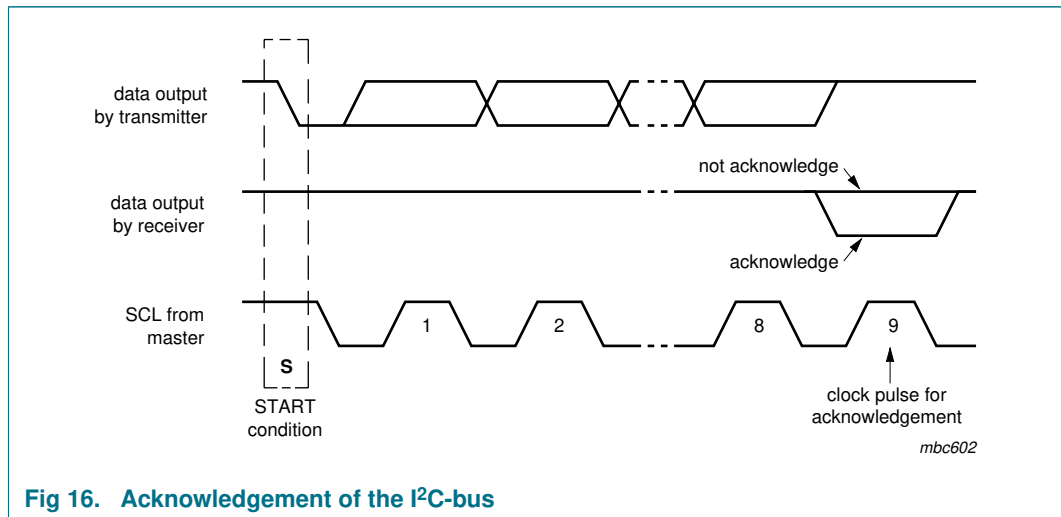 data output
by transmitter
not acknowledge
data output
by receiver
acknowledge
SCL from
master
1
2
8
9
S
START
condition
clock pulse for
acknowledgement
mbc602
Fig 16. Acknowledgement of the I²C-bus